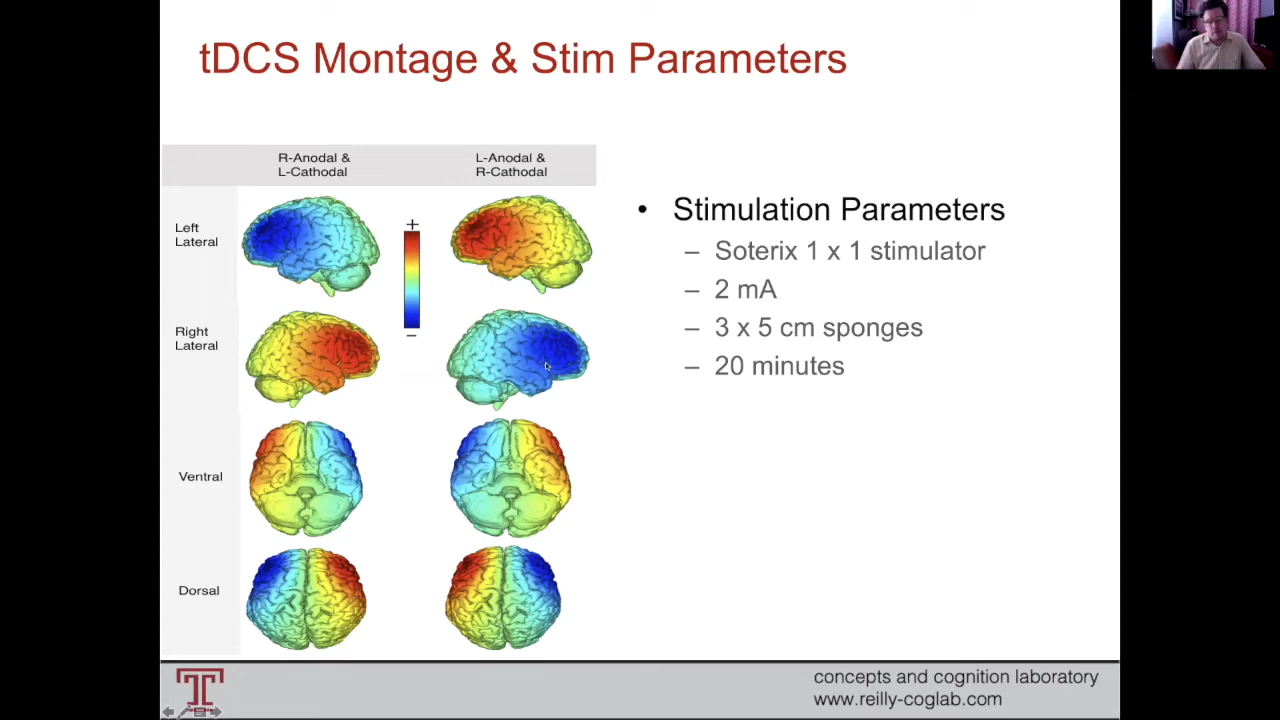 tDCS Montage & Stim Parameters
R-Anodal &
L-Cathodal
L-Anodal &
R-Cathodal
Left
Lateral
+
−
Right
Lateral
Ventral
Dorsal
• Stimulation Parameters
– Soterix 1 x 1 stimulator
– 2 mA
– 3 x 5 cm sponges
– 20 minutes
T
concepts and cognition laboratory
www.reilly-coglab.com